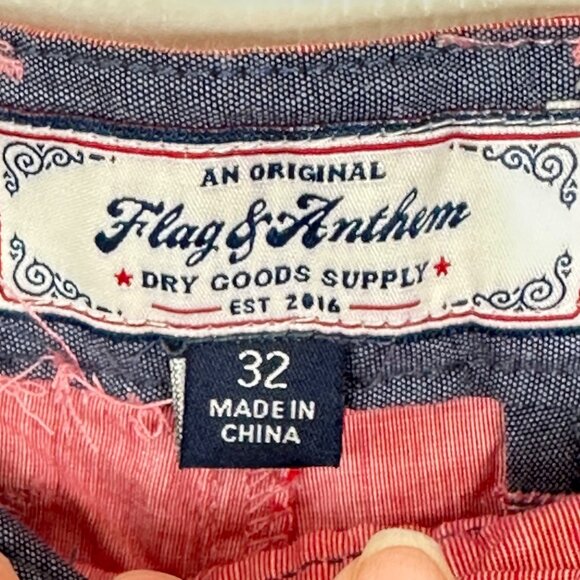 AN ORIGINAL
Flag & Anthem
DRY GOODS SUPPLY
EST 2016
32
MADE IN
CHINA